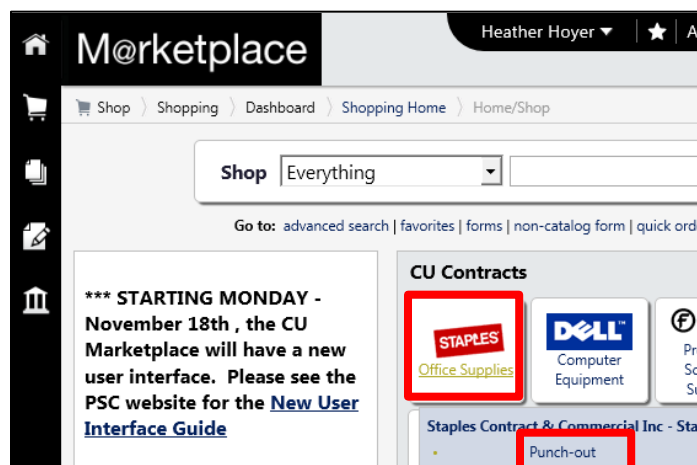 Heather Hoyer
M@rketplace
Shop Shopping Dashboard Shopping Home Home/Shop
Shop Everything
Go to: advanced search | favorites | forms | non-catalog form | quick
CU Contracts
*** STARTING MONDAY -
November 18th , the CU
Marketplace will have a new
user interface. Please see the
PSC website for the New User
Interface Guide
STAPLES
Office Supplies
DELL
Computer
Equipment
Staples Contract & Commercial Inc -
Punch-out